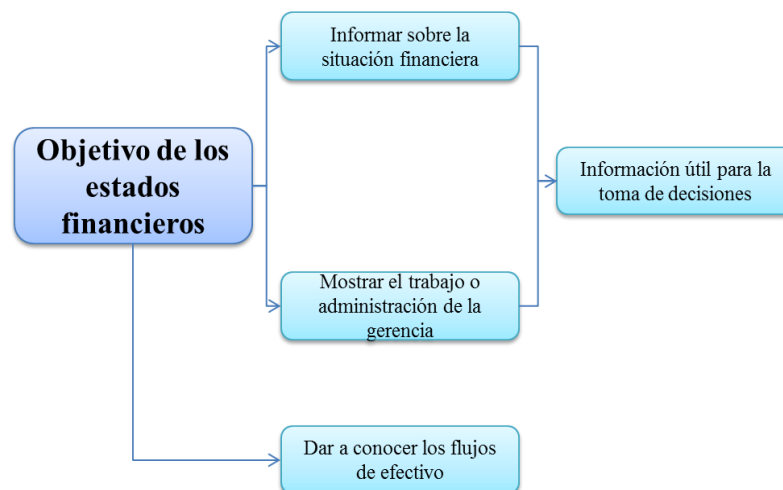 Informar sobre la
situación financiera
Objetivo de los
estados
financieros
Información útil para la
toma de decisiones
Mostrar el trabajo o
administración de la
gerencia
Dar a conocer los flujos
de efectivo